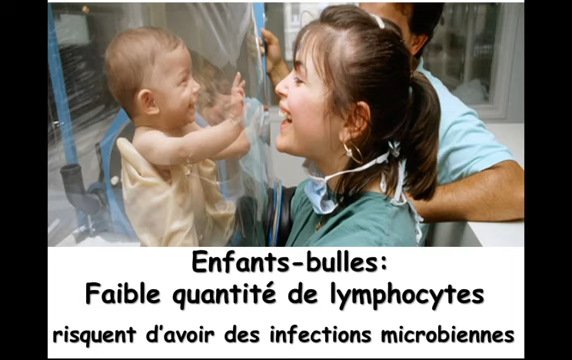 Enfants-bulles:
Faible quantité de lymphocytes
risquent d'avoir des infections microbiennes